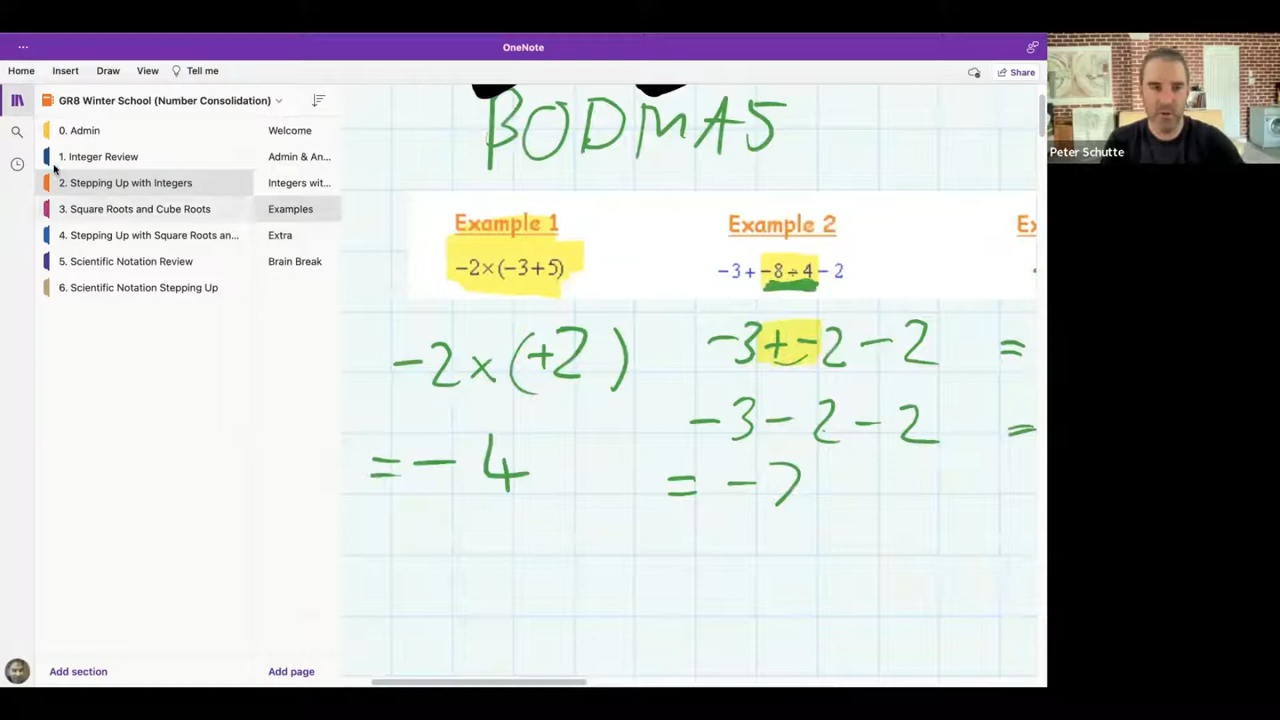 OneNote
Home Insert Draw View Tell me Share
GR8 Winter School (Number Consolidation)
0. Admin
1. Integer Review
2. Stepping Up with Integers
3. Square Roots and Cube Roots
4. Stepping Up with Square Roots an...
5. Scientific Notation Review
6. Scientific Notation Stepping Up
Add section
Welcome
Admin & An...
Integers wit...
Examples
Extra
Brain Break
Add page
BODMAS
Example 1
−2×(−3+5)
-2×(+2)
=-4
Example 2
−3+−8÷4−2
-3+-2-2 =
-3-2-2 =
=-7
Ex
Peter Schutte